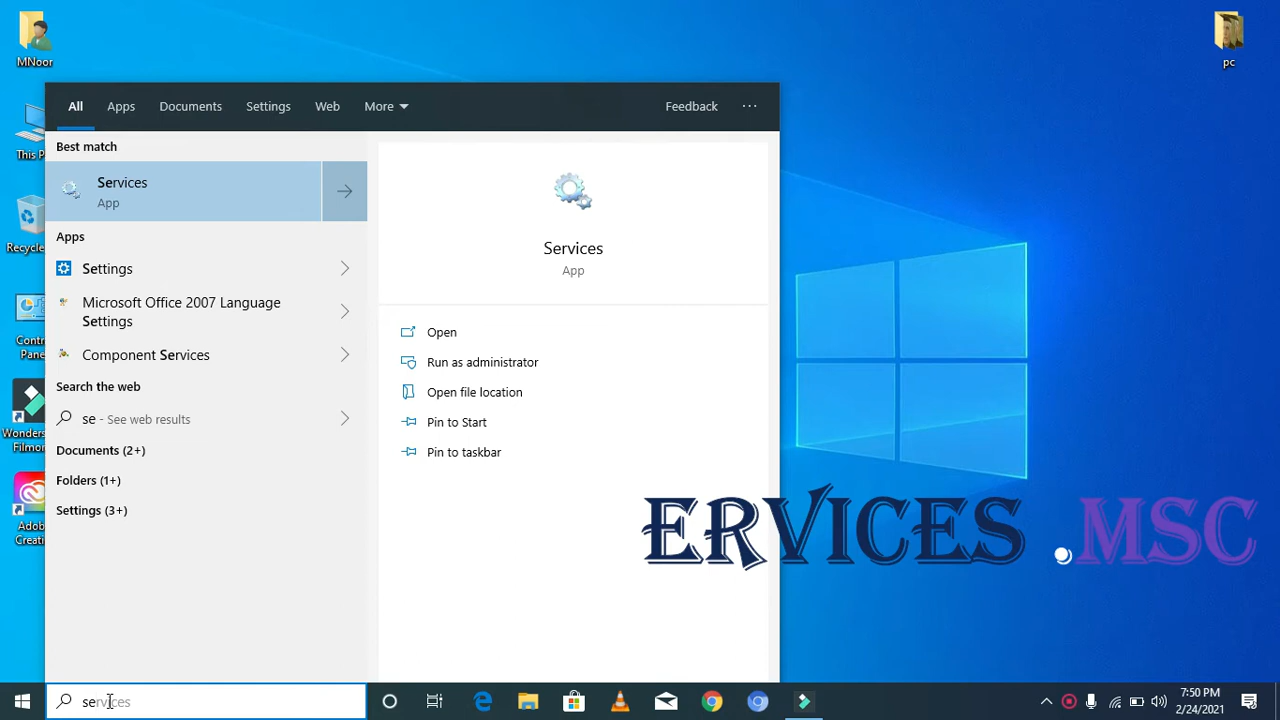 MNoor
pc
This P
Recycle
Contr
Pane
Wonders
Filmor
Adob
Creati
All
Apps
Documents
Settings
Web
More
Feedback
...
Best match
Services
App
Apps
Settings
Microsoft Office 2007 Language
Settings
Component Services
Search the web
se - See web results
Documents (2+)
Folders (1+)
Settings (3+)
Services
App
Open
Run as administrator
Open file location
Pin to Start
Pin to taskbar
ERVICES .MSC
services
7:50 PM
2/24/2021